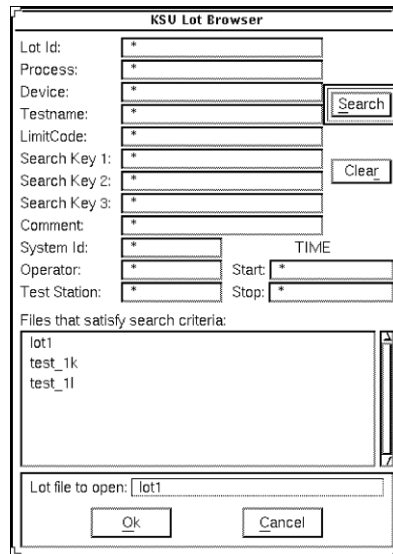 KSV Lot Browser
Lot Id: *
Process: *
Device: *
Testname: *
Search
LimitCode: *
Search Key 1: *
Clear
Search Key 2: *
Search Key 3: *
Comment: *
System Id: * TIME
Operator: * Start: *
Test Station: * Stop: *
Files that satisfy search criteria:
lot1
test_1k
test_1l
Lot file to open: lot1
Ok Cancel